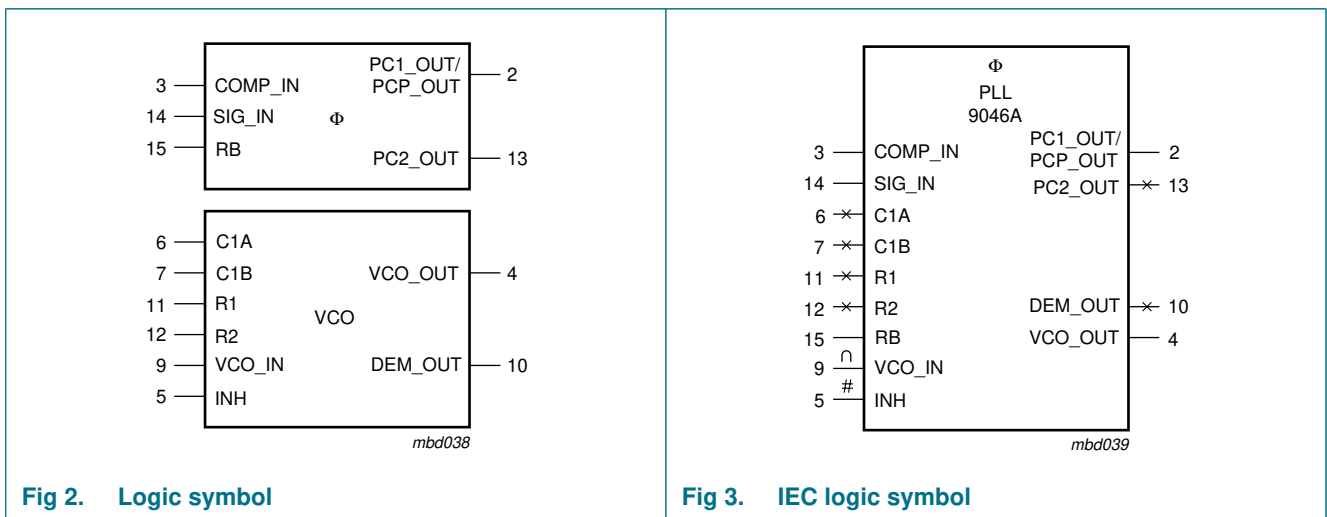 PC1_OUT/
3 COMP_IN PCP_OUT 2
14 SIG_IN Φ
15 RB PC2_OUT 13
6 C1A
7 C1B VCO_OUT 4
11 R1
VCO
12 R2
9 VCO_IN DEM_OUT 10
5 INH
mbd038
Fig 2. Logic symbol
Φ
PLL
9046A
PC1_OUT/
3 COMP_IN PCP_OUT 2
14 SIG_IN PC2_OUT 13
6 C1A
7 C1B
11 R1
12 R2 DEM_OUT 10
15 RB VCO_OUT 4
∩
9 VCO_IN
#
5 INH
mbd039
Fig 3. IEC logic symbol